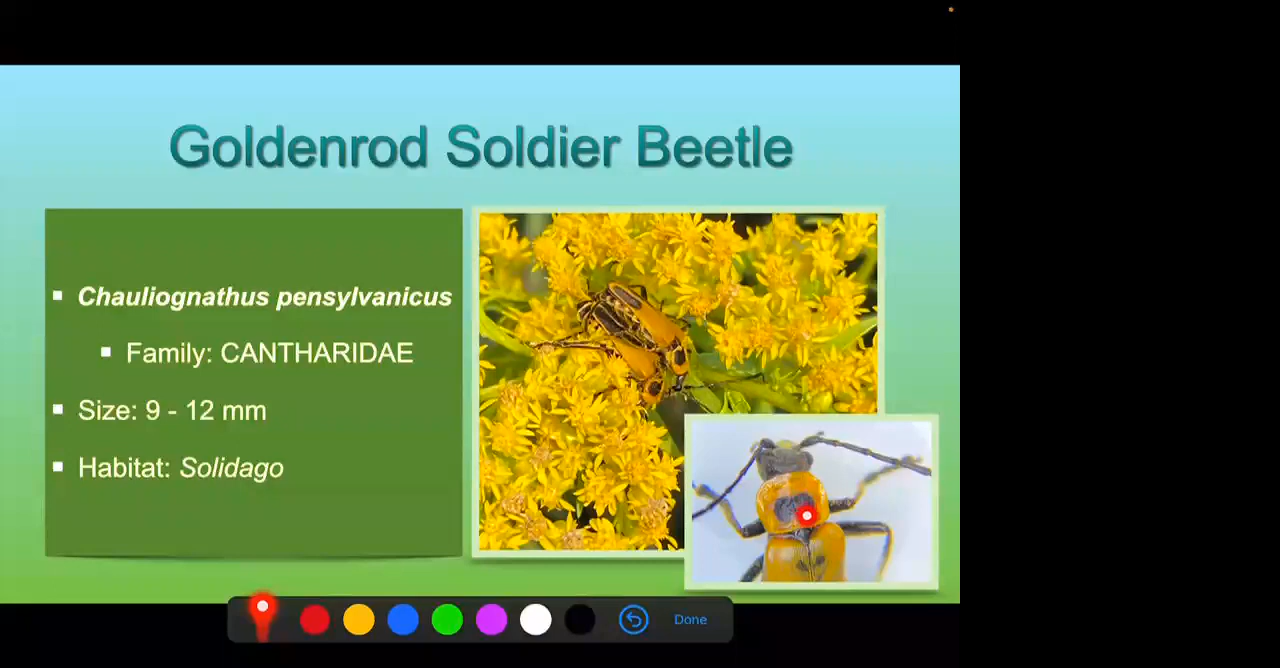 Goldenrod Soldier Beetle
Chauliognathus pensylvanicus
Family: CANTHARIDAE
Size: 9 - 12 mm
Habitat: Solidago
Done